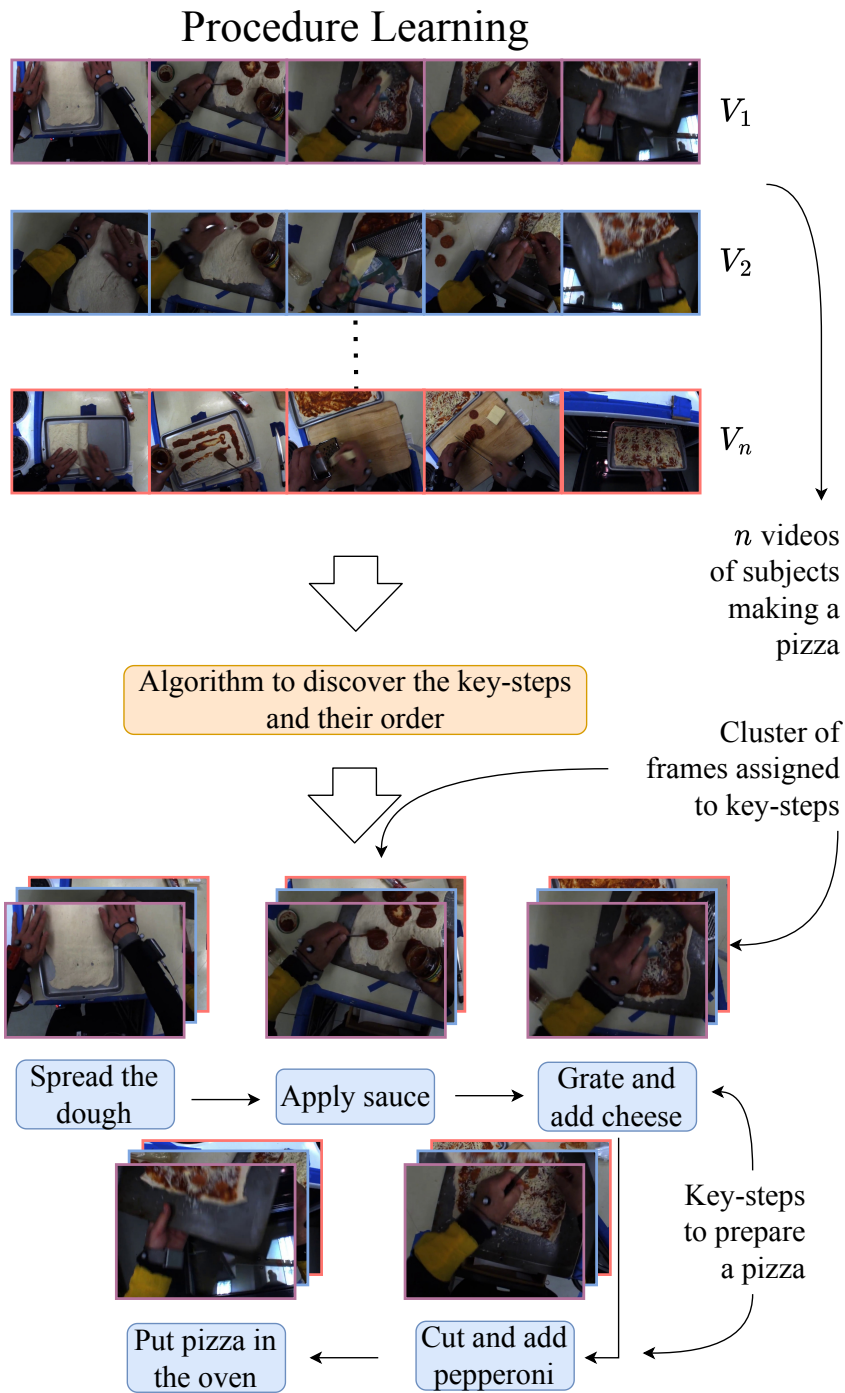 Procedure Learning
V1
V2
Vn
n videos
of subjects
making a
pizza
Algorithm to discover the key-steps
and their order
Cluster of
frames assigned
to key-steps
Spread the
dough
Apply sauce
Grate and
add cheese
Key-steps
to prepare
a pizza
Put pizza in
the oven
Cut and add
pepperoni